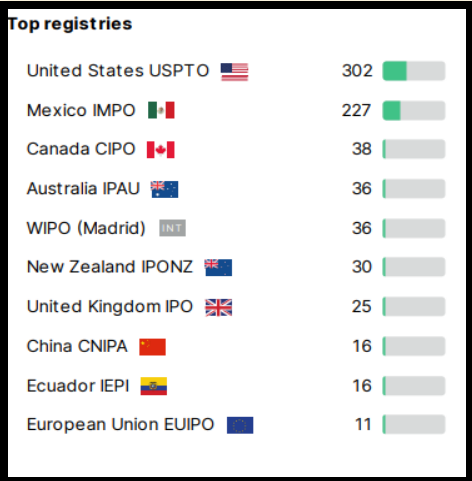 Top registries
United States USPTO 302
Mexico IMPO 227
Canada CIPO 38
Australia IPAU 36
WIPO (Madrid) INT 36
New Zealand IPONZ 30
United Kingdom IPO 25
China CNIPA 16
Ecuador IEPI 16
European Union EUIPO 11